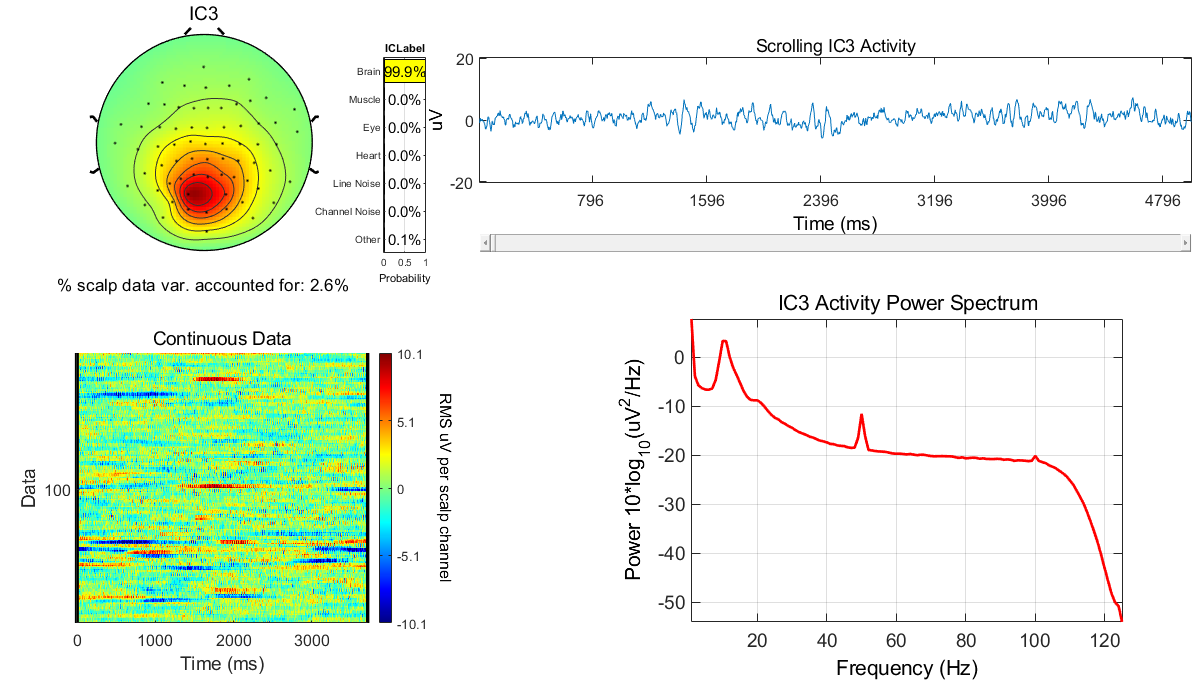 IC3
ICLabel
Brain 99.9%
Muscle 0.0%
Eye 0.0%
Heart 0.0%
Line Noise 0.0%
Channel Noise 0.0%
Other 0.1%
0 0.5 1
Probability
% scalp data var. accounted for: 2.6%
Scrolling IC3 Activity
uV
20
0
-20
796 1596 2396 3196 3996 4796
Time (ms)
Continuous Data
Data
100
0 1000 2000 3000
Time (ms)
10.1
5.1
0
-5.1
-10.1
RMS uV per scalp channel
IC3 Activity Power Spectrum
Power 10*log10(uV2/Hz)
0
-10
-20
-30
-40
-50
20 40 60 80 100 120
Frequency (Hz)